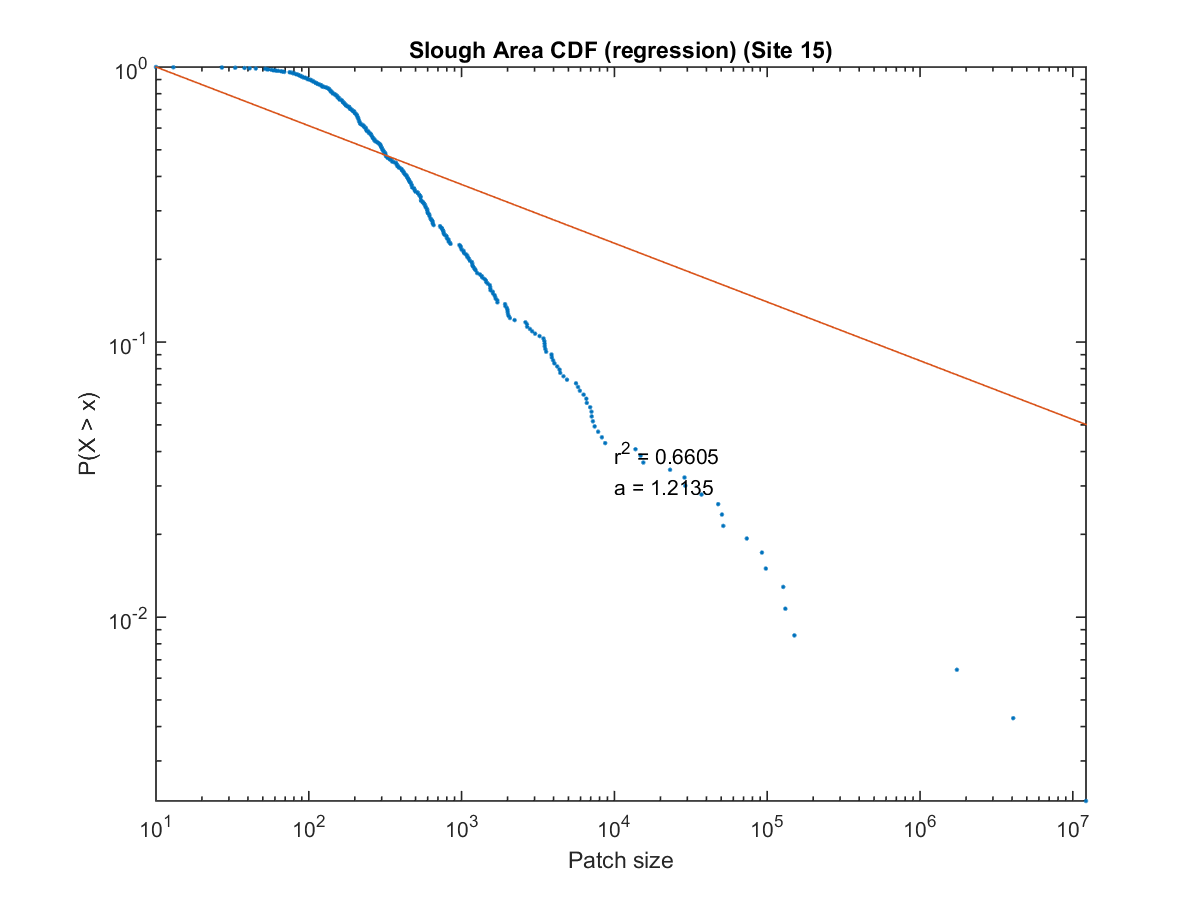 Slough Area CDF (regression) (Site 15)
10^0
10^-1
10^-2
P(X > x)
r^2 = 0.6605
a = 1.2135
10^1 10^2 10^3 10^4 10^5 10^6 10^7
Patch size